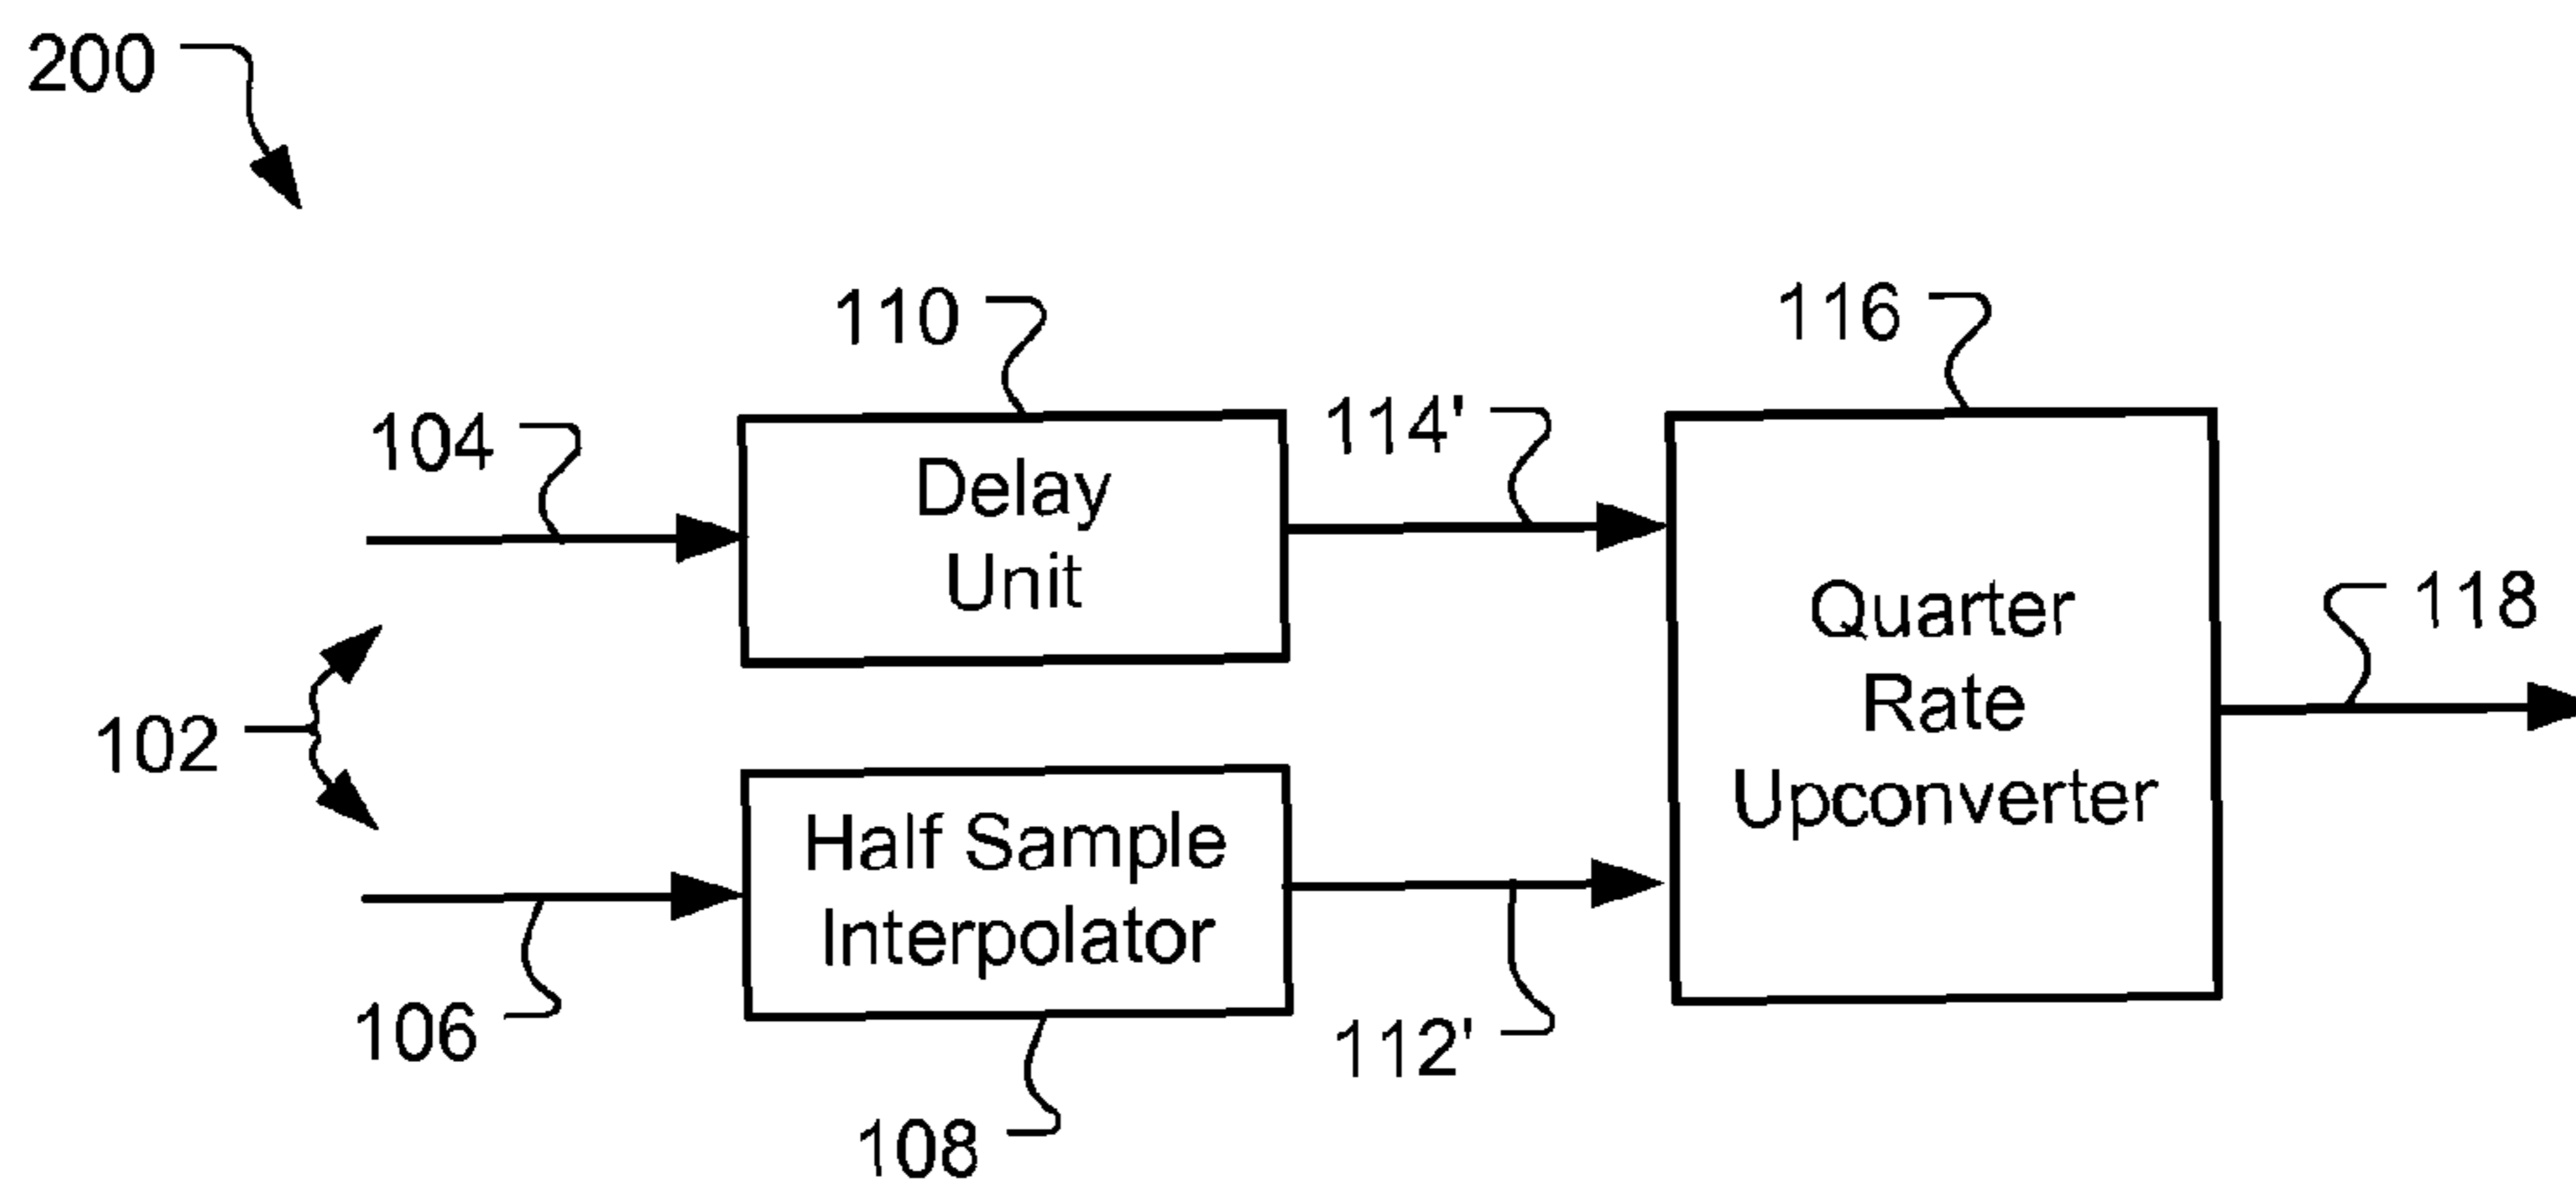 200
110
116
104
114'
Delay
Unit
Quarter
Rate
Upconverter
118
102
Half Sample
Interpolator
106
112'
108